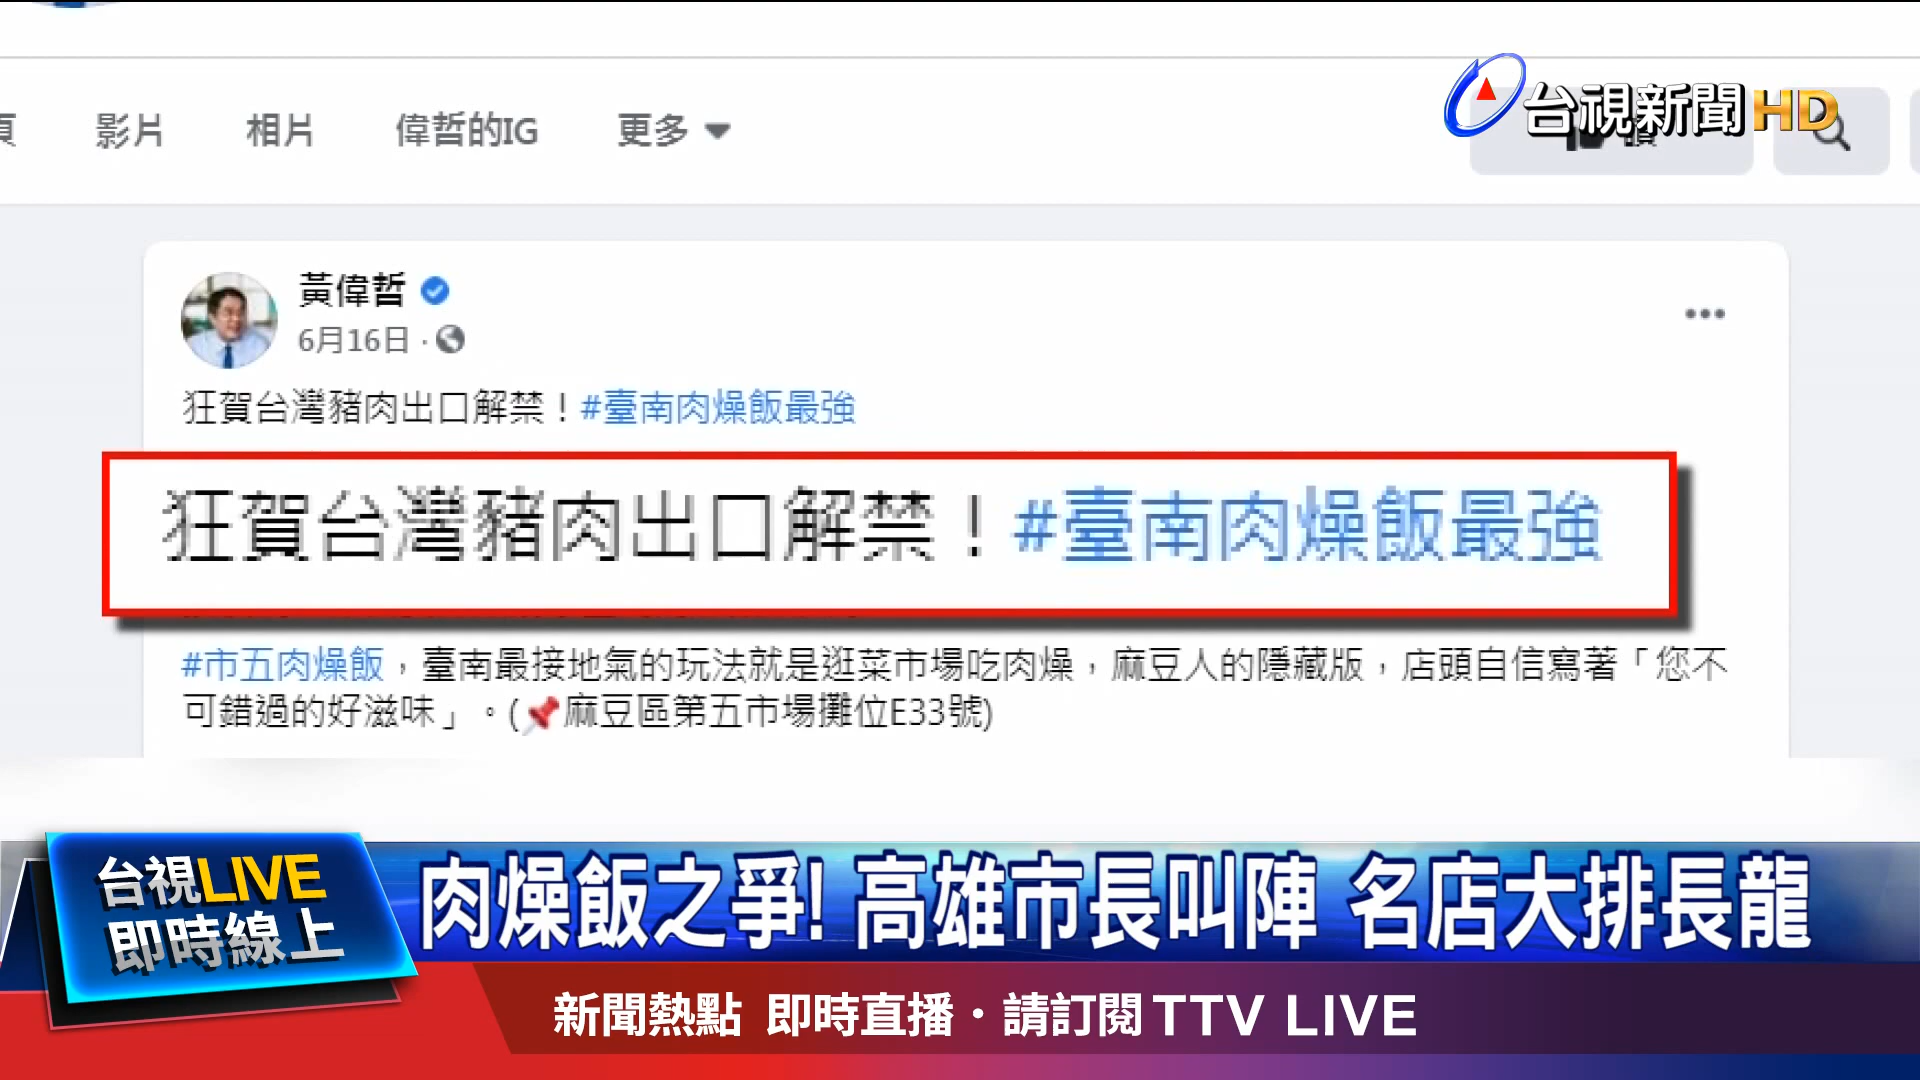 頁 影片 相片 偉哲的IG 更多
台視新聞HD
讚
黃偉哲
6月16日
狂賀台灣豬肉出口解禁！#臺南肉燥飯最強
狂賀台灣豬肉出口解禁！#臺南肉燥飯最強
#市五肉燥飯，臺南最接地氣的玩法就是逛菜市場吃肉燥，麻豆人的隱藏版，店頭自信寫著「您不
可錯過的好滋味」。(📌麻豆區第五市場攤位E33號)
台視LIVE
即時線上
肉燥飯之爭! 高雄市長叫陣 名店大排長龍
新聞熱點 即時直播・請訂閱TTV LIVE